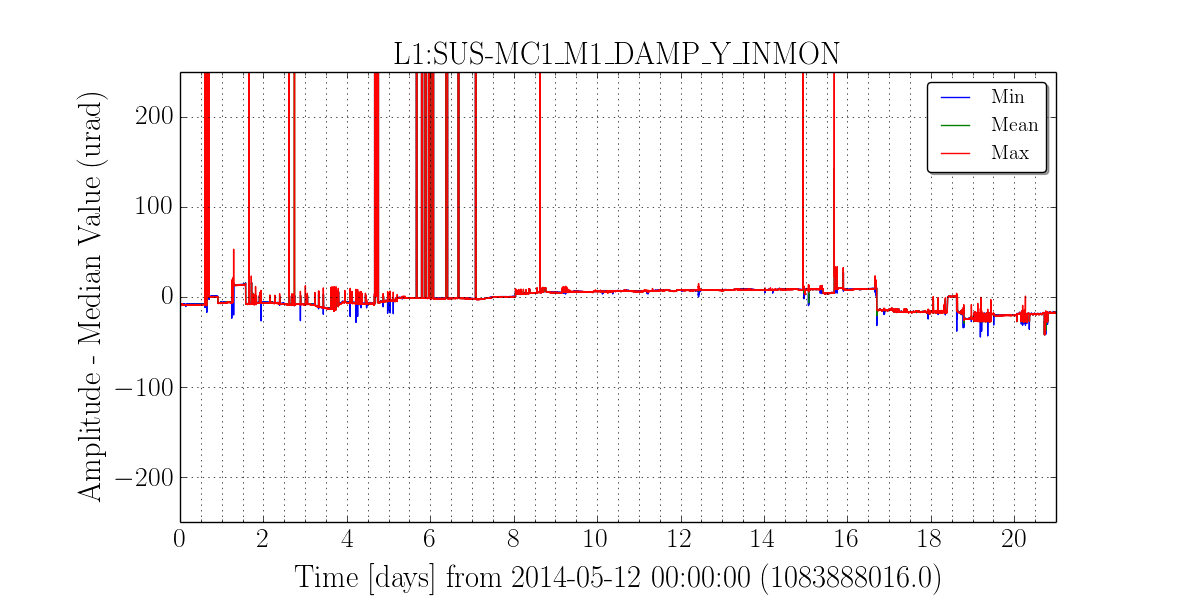 L1:SUS-MC1_M1_DAMP_Y_INMON
Amplitude - Median Value (urad)
200
100
0
−100
−200
Min
Mean
Max
0 2 4 6 8 10 12 14 16 18 20
Time [days] from 2014-05-12 00:00:00 (1083888016.0)